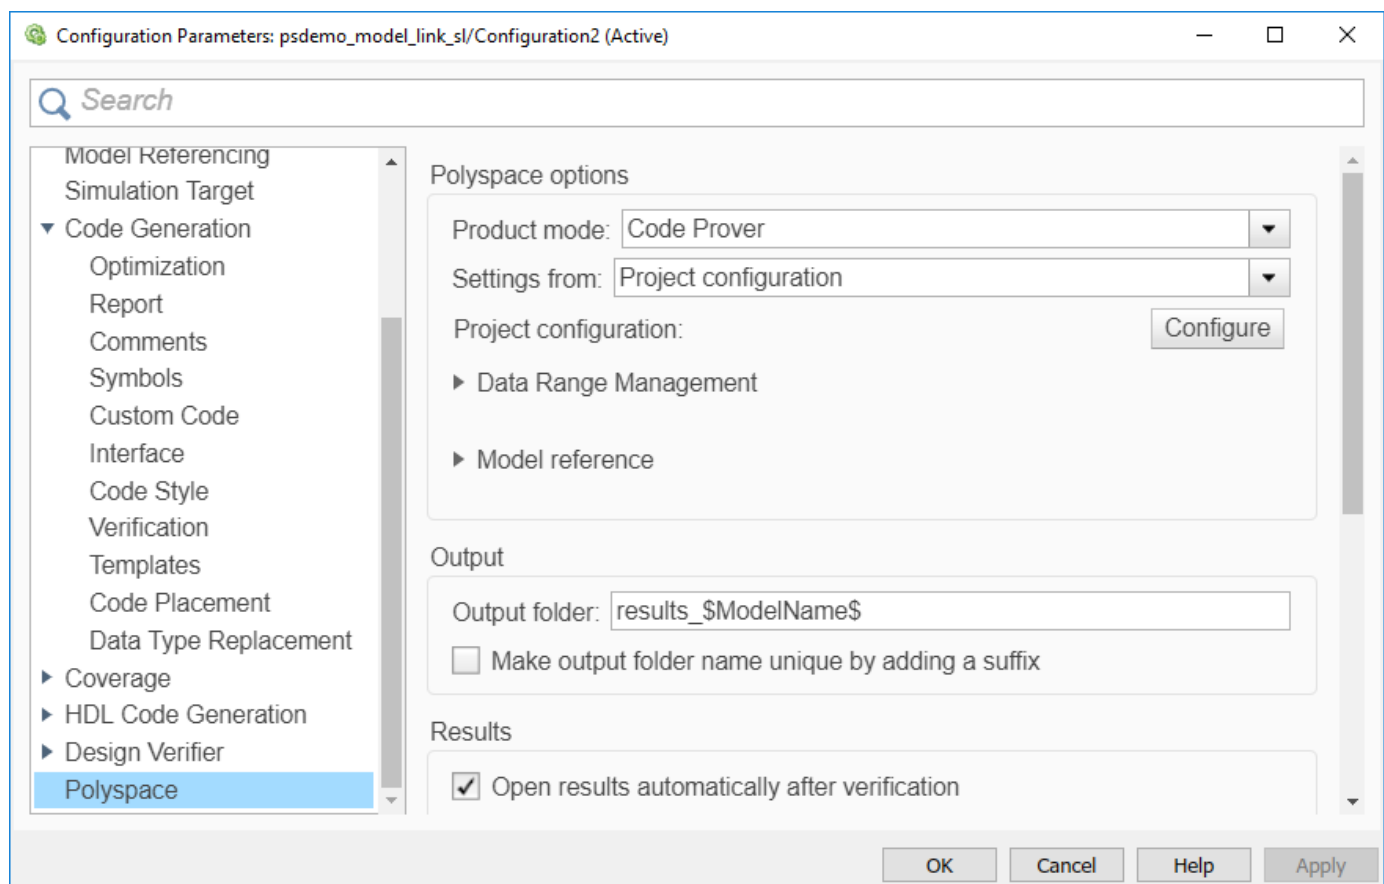 Configuration Parameters: psdemo_model_link_sl/Configuration2 (Active)
Search
Model Referencing
Simulation Target
Code Generation
Optimization
Report
Comments
Symbols
Custom Code
Interface
Code Style
Verification
Templates
Code Placement
Data Type Replacement
Coverage
HDL Code Generation
Design Verifier
Polyspace
Polyspace options
Product mode: Code Prover
Settings from: Project configuration
Project configuration: Configure
Data Range Management
Model reference
Output
Output folder: results_$ModelName$
Make output folder name unique by adding a suffix
Results
Open results automatically after verification
OK Cancel Help Apply